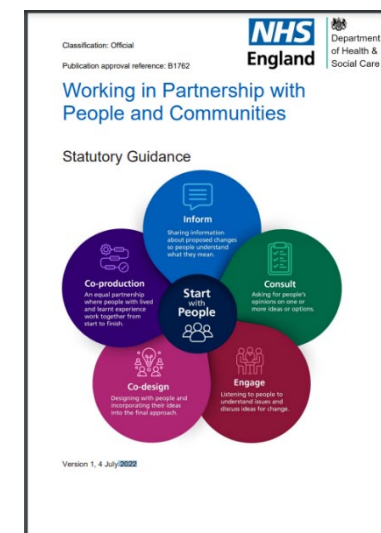 Classification: Official
Publication approval reference: B1762
NHS
England
Department
of Health &
Social Care
Working in Partnership with
People and Communities
Statutory Guidance
Inform
Sharing information
about proposed changes
so people understand
what they mean.
Consult
Asking for people's
opinions on one or
more ideas or options.
Engage
Listening to people to
understand issues and
discuss ideas for change.
Co-design
Designing with people and
incorporating their ideas
into the final approach.
Co-production
An equal partnership
where people with lived
and learnt experience
work together from
start to finish.
Start
with
People
Version 1, 4 July 2022